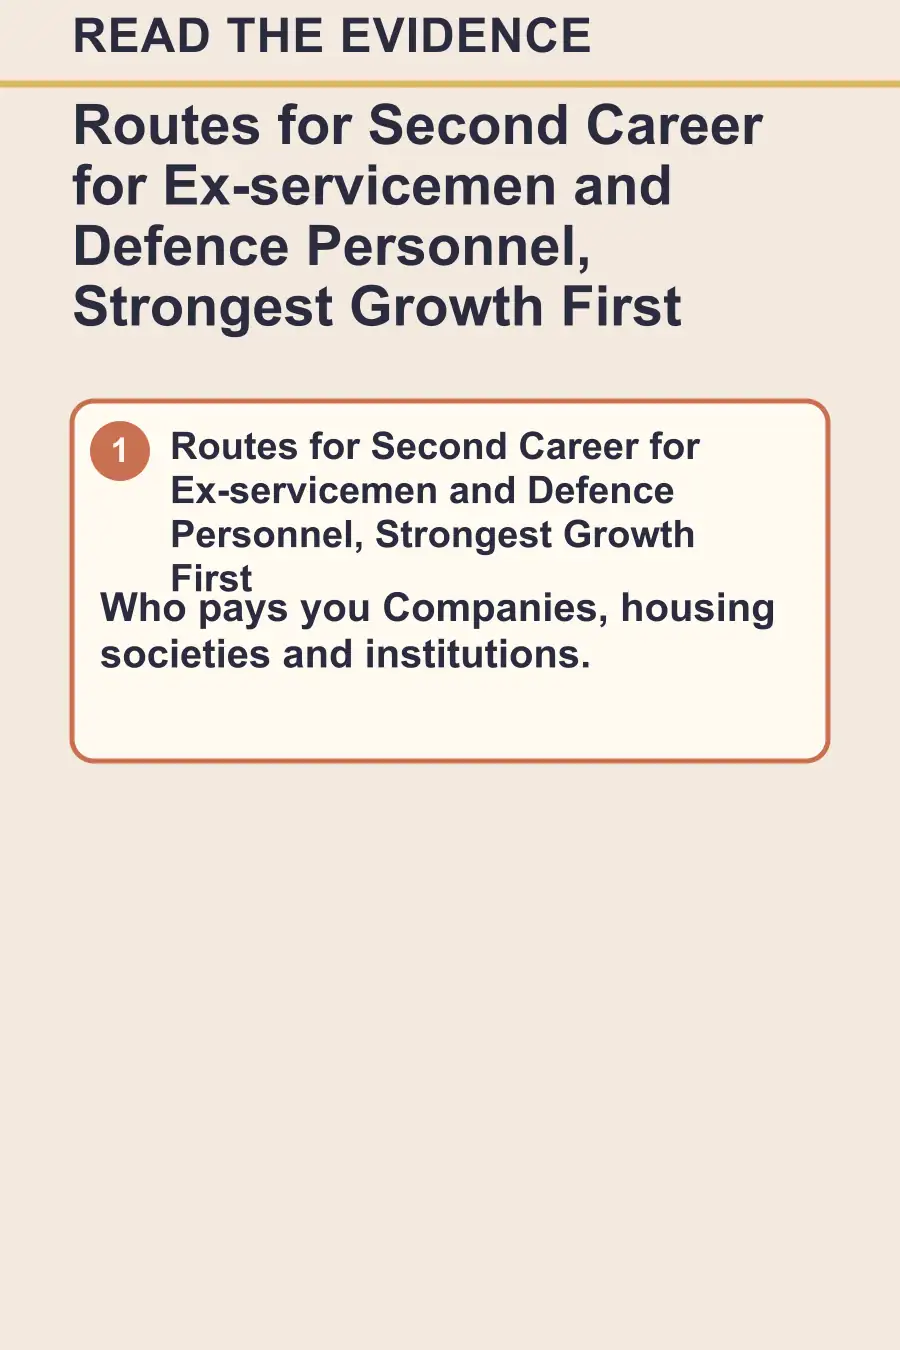 READ THE EVIDENCE
Routes for Second Career
for Ex-servicemen and
Defence Personnel,
Strongest Growth First
1
Routes for Second Career for
Ex-servicemen and Defence
Personnel, Strongest Growth
First
Who pays you Companies, housing
societies and institutions.